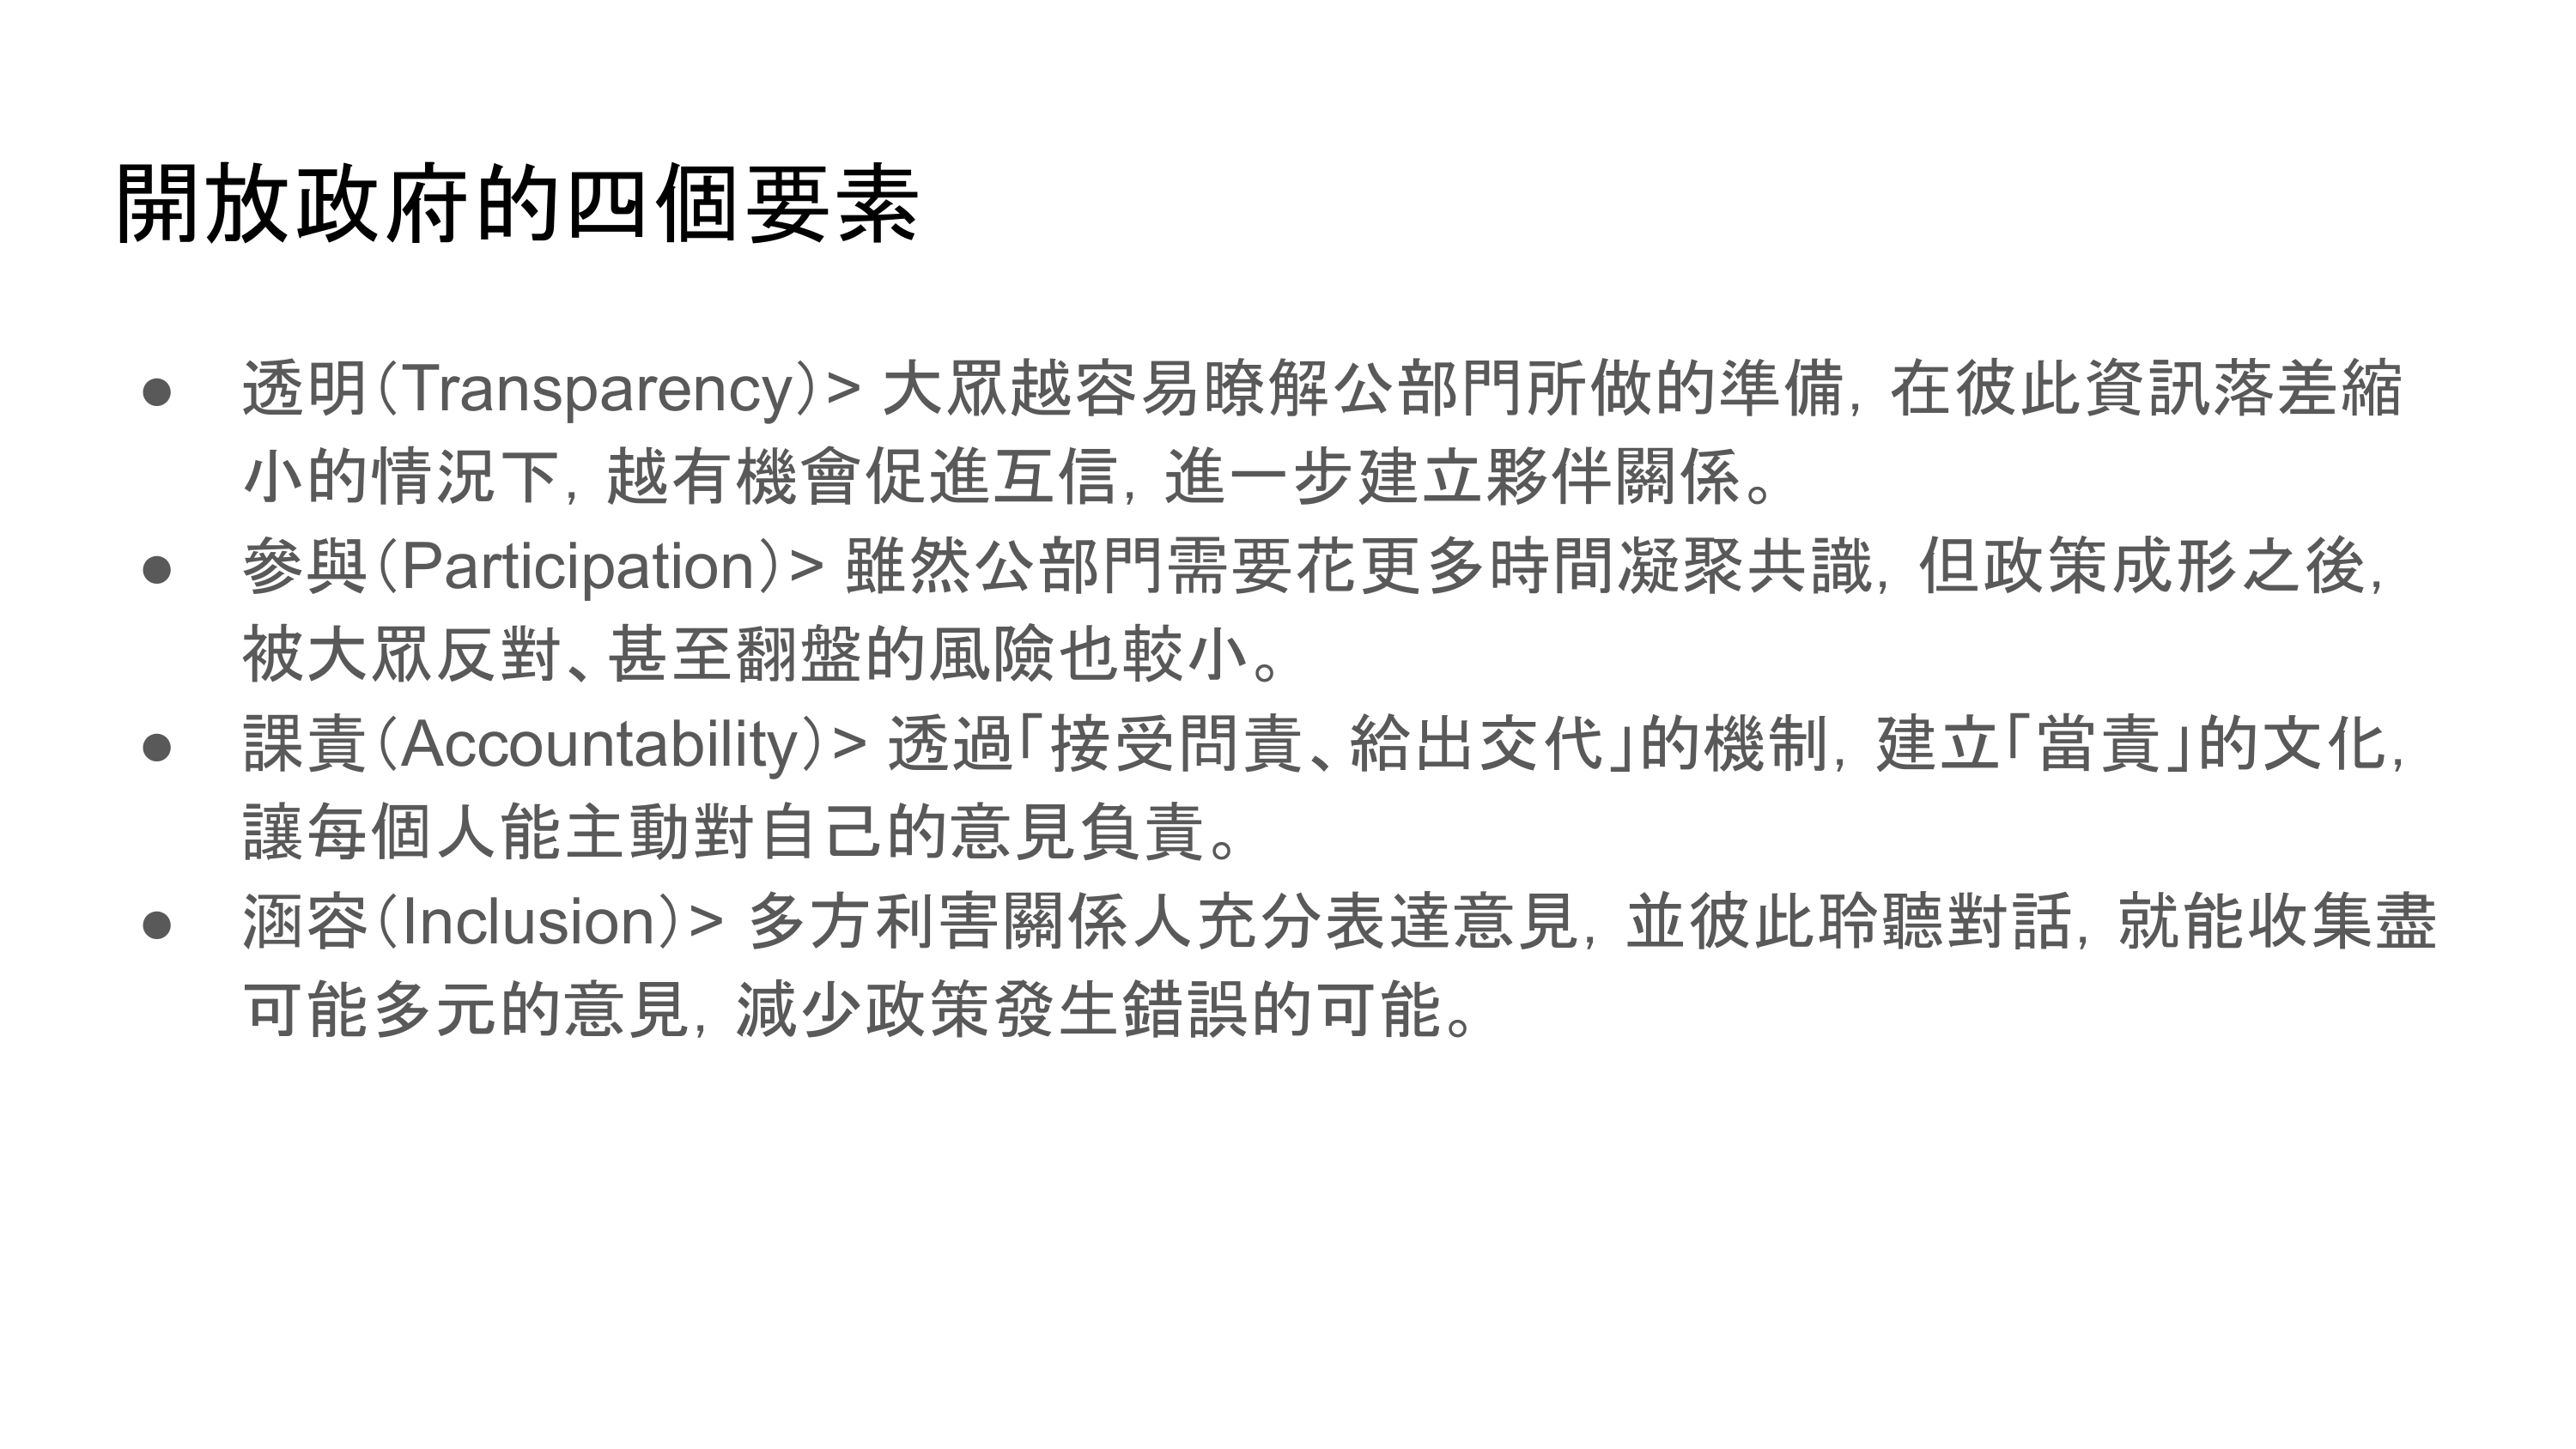 開放政府的四個要素
● 透明（Transparency）> 大眾越容易瞭解公部門所做的準備，在彼此資訊落差縮
小的情況下，越有機會促進互信，進一步建立夥伴關係。
● 參與（Participation）> 雖然公部門需要花更多時間凝聚共識，但政策成形之後，
被大眾反對、甚至翻盤的風險也較小。
● 課責（Accountability）> 透過「接受問責、給出交代」的機制，建立「當責」的文化，
讓每個人能主動對自己的意見負責。
● 涵容（Inclusion）> 多方利害關係人充分表達意見，並彼此聆聽對話，就能收集盡
可能多元的意見，減少政策發生錯誤的可能。